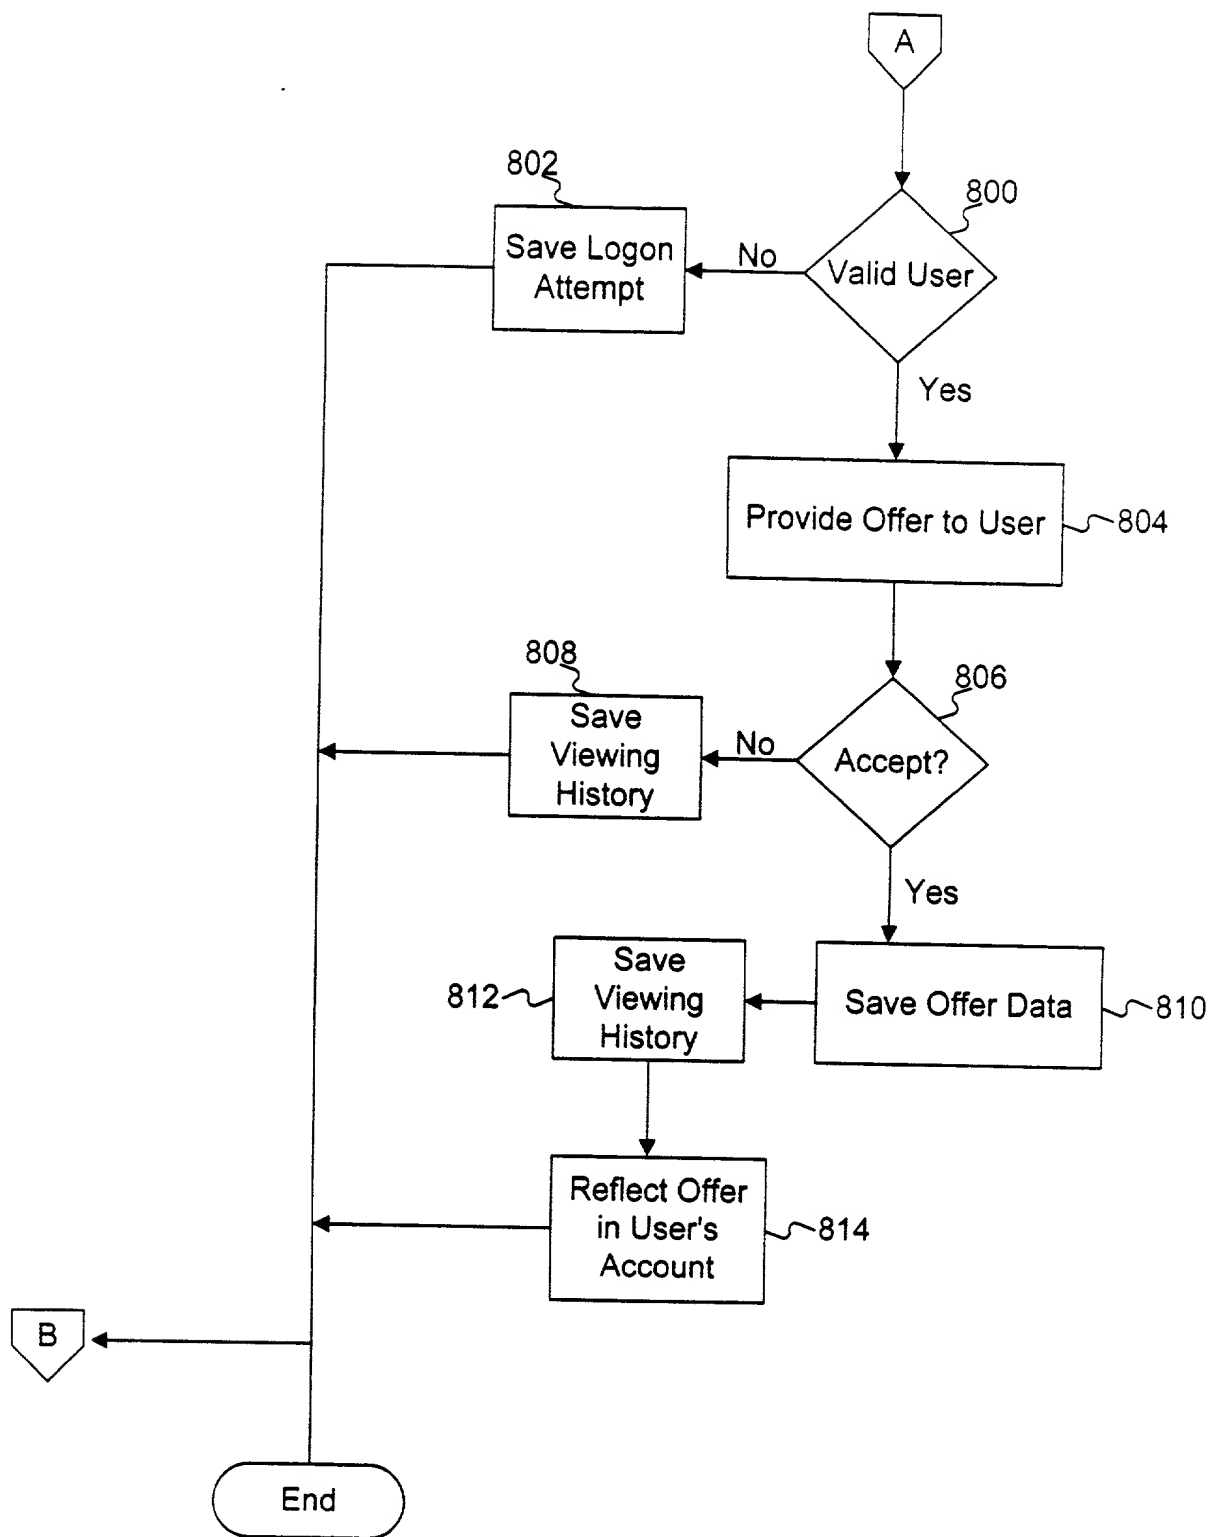 A
802
800
Save Logon
Attempt
No
Valid User
Yes
Provide Offer to User
804
808
806
Save
Viewing
History
No
Accept?
Yes
812
Save
Viewing
History
Save Offer Data
810
Reflect Offer
in User's
Account
814
B
End